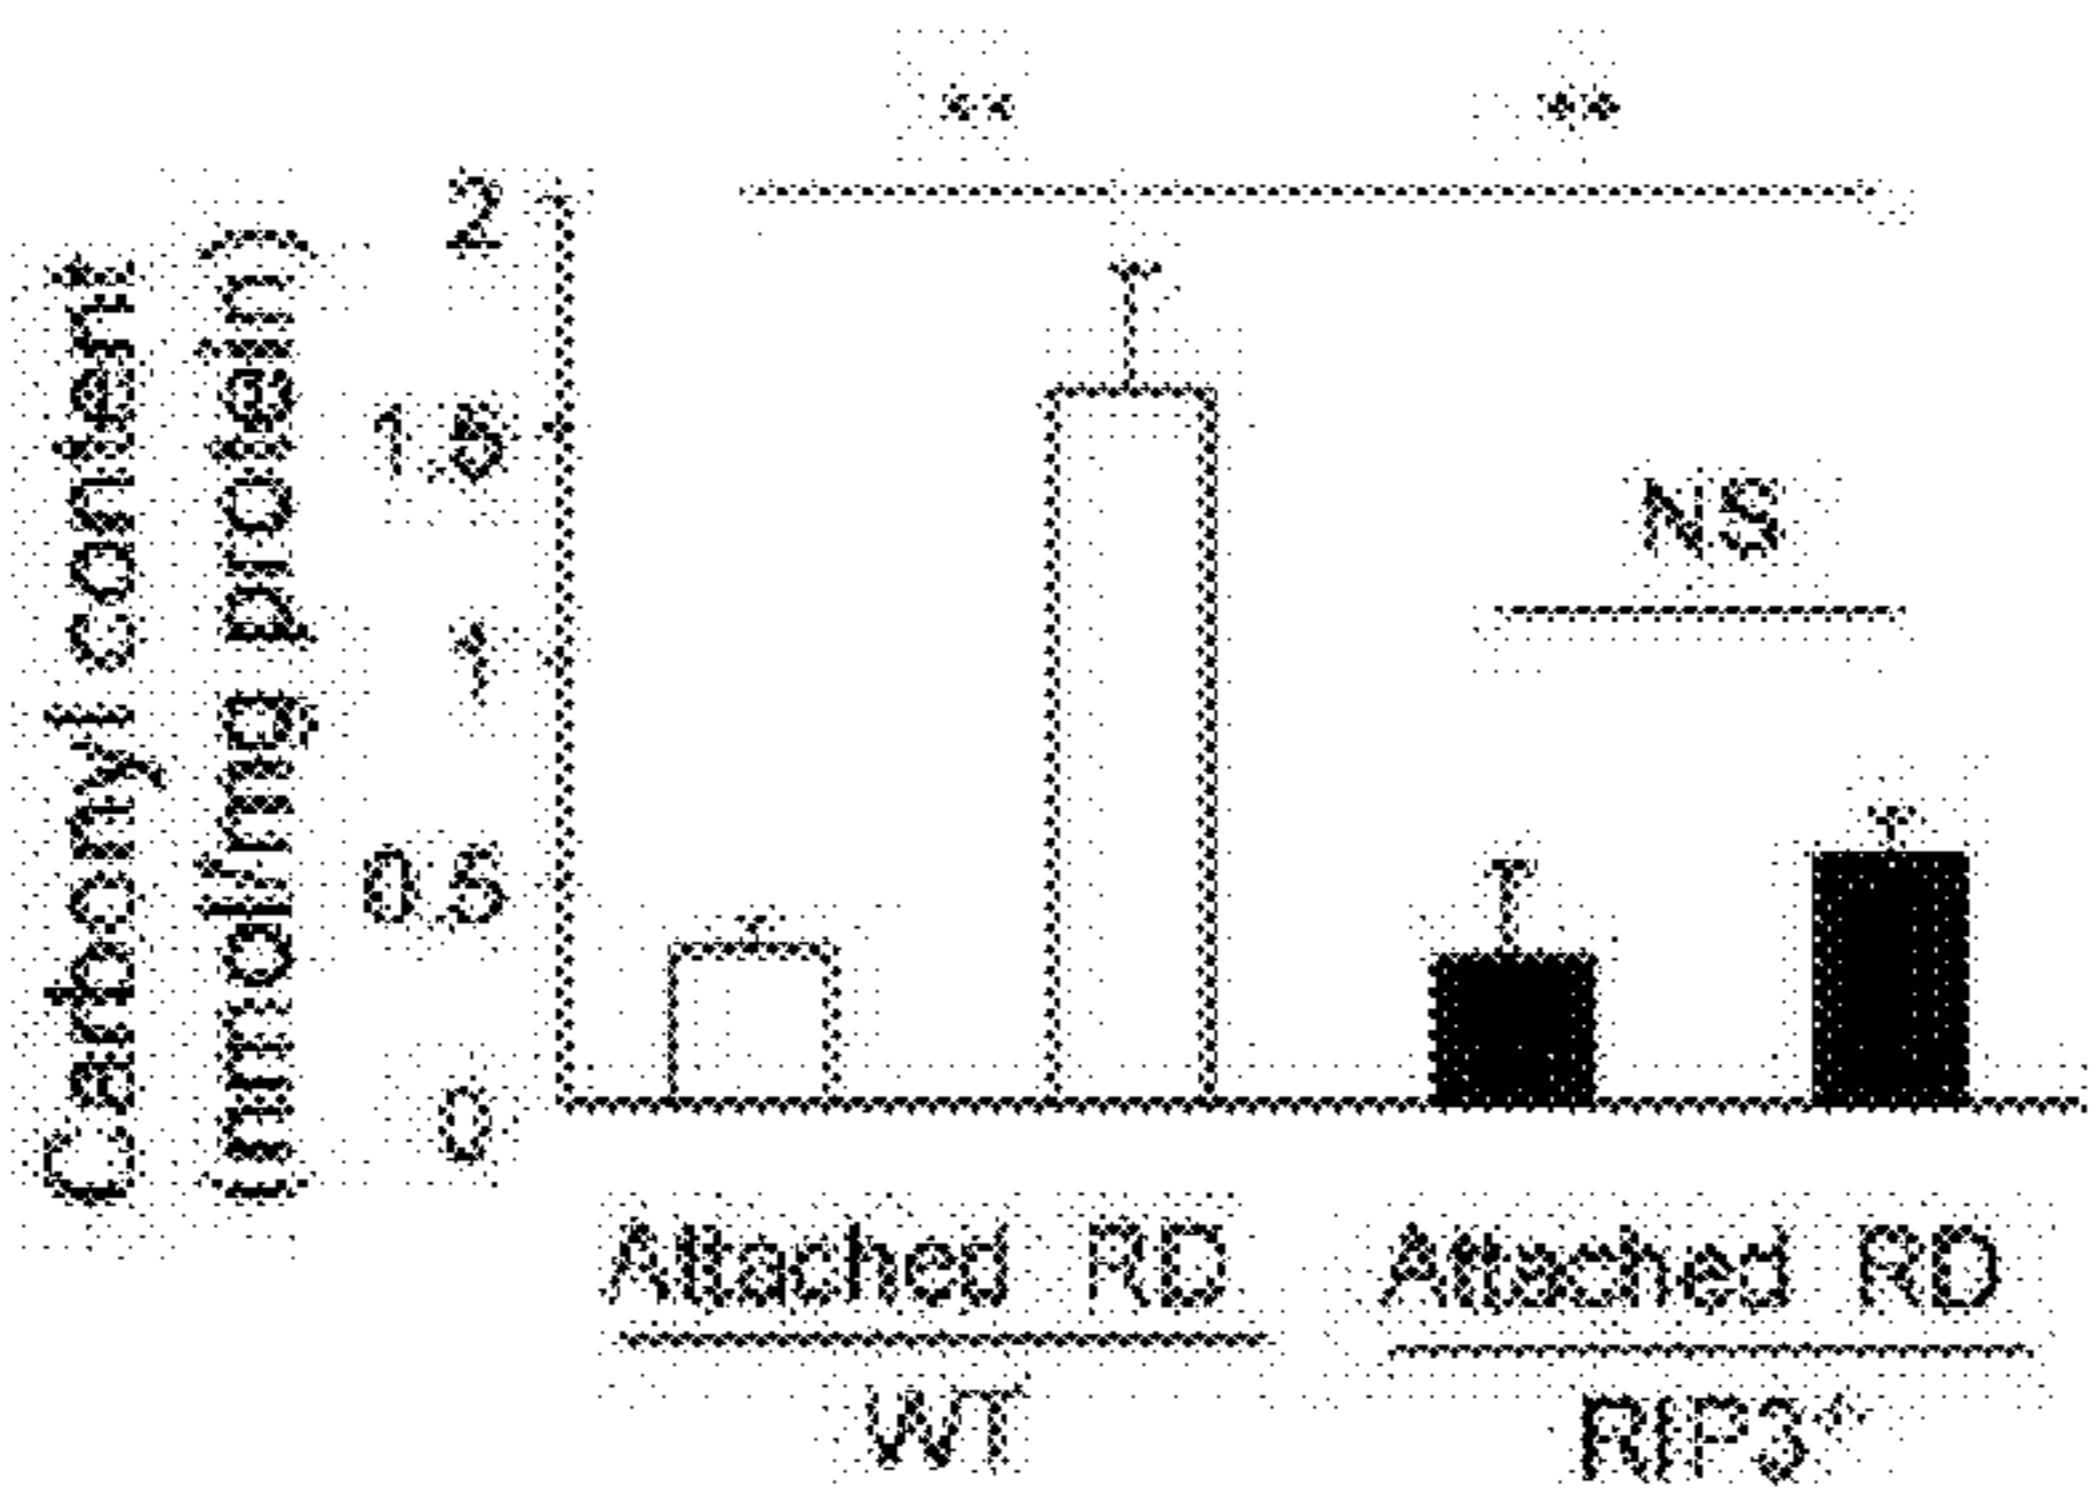 ** **
Carbonyl content
(nmol/mg protein)
2
1.5
1
0.5
0
NS
Attached RD Attached RD
WT RIP3